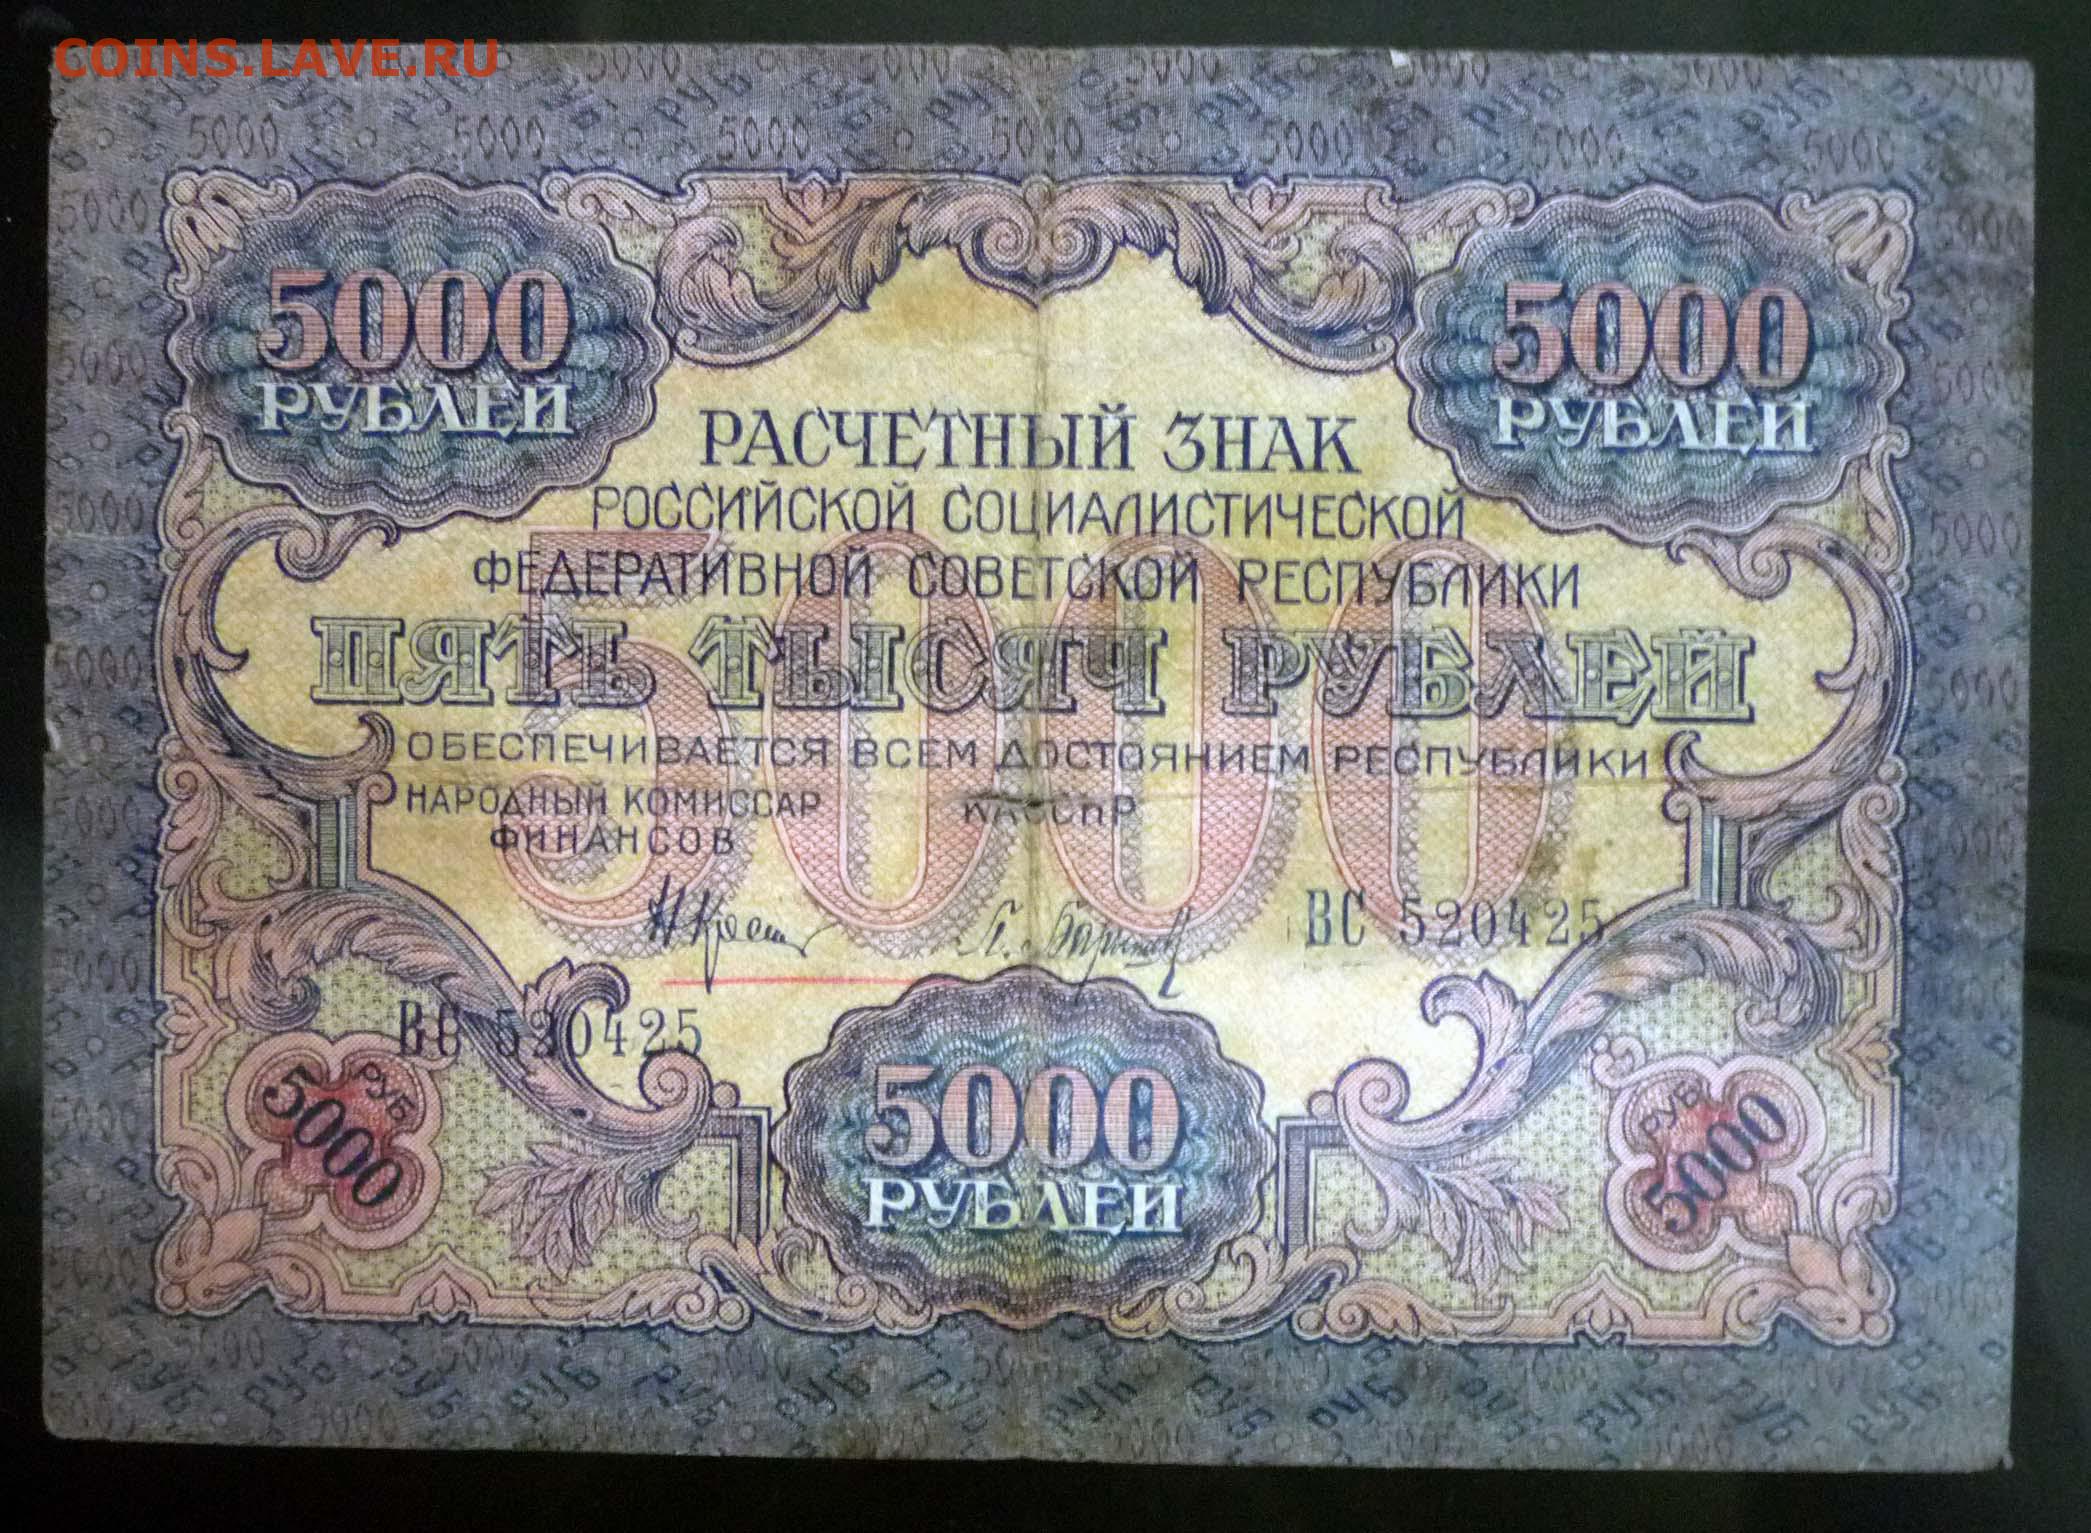 COINS.LAVE.RU
5000
РУБЛЕЙ
5000
РУБЛЕЙ
РАСЧЕТНЫЙ ЗНАК
РОССИЙСКОЙ СОЦИАЛИСТИЧЕСКОЙ
ФЕДЕРАТИВНОЙ СОВЕТСКОЙ РЕСПУБЛИКИ
5000
ПЯТЬ ТЫСЯЧ РУБЛЕЙ
ОБЕСПЕЧИВАЕТСЯ ВСЕМ ДОСТОЯНИЕМ РЕСПУБЛИКИ
НАРОДНЫЙ КОМИССАР
ФИНАНСОВ
КАССИР
ВС 520425
ВС 520425
РУБ
5000
5000
РУБЛЕЙ
РУБ
5000